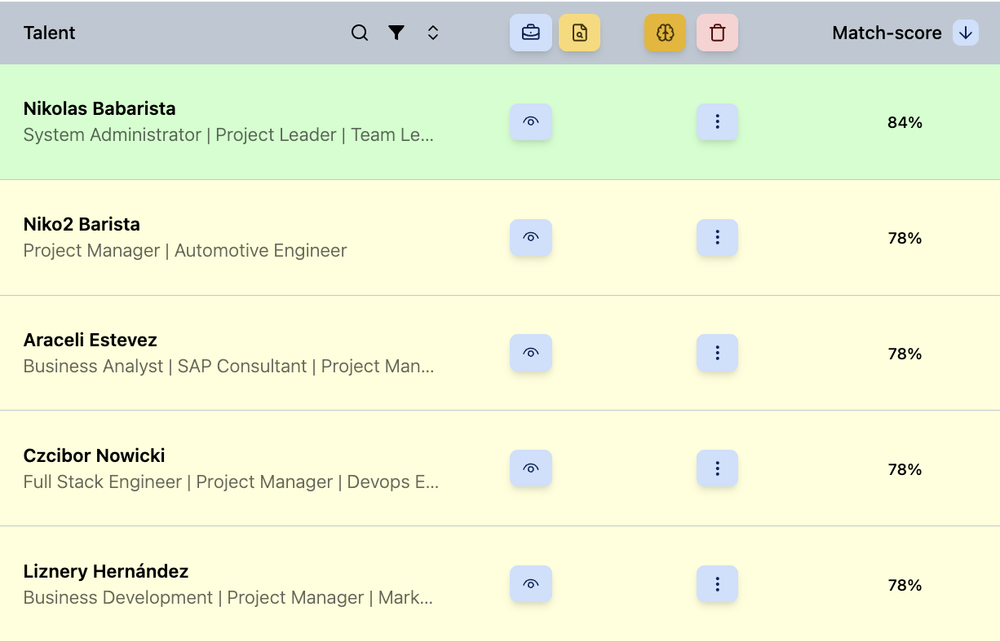 Talent
Match-score
Nikolas Babarista
System Administrator | Project Leader | Team Le...
84%
Niko2 Barista
Project Manager | Automotive Engineer
78%
Araceli Estevez
Business Analyst | SAP Consultant | Project Man...
78%
Czcibor Nowicki
Full Stack Engineer | Project Manager | Devops E...
78%
Liznery Hernández
Business Development | Project Manager | Mark...
78%